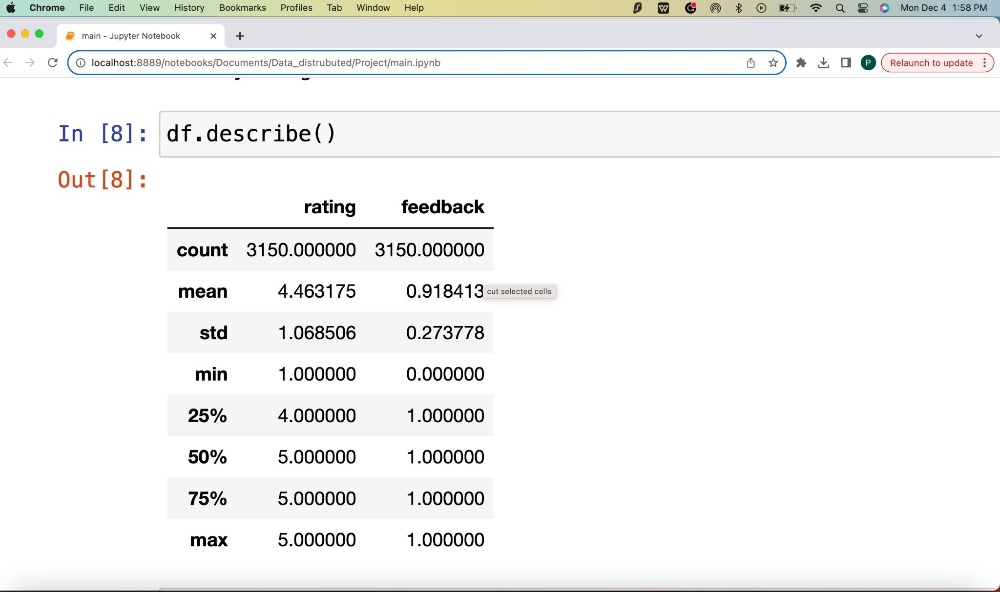 Chrome File Edit View History Bookmarks Profiles Tab Window Help Mon Dec 4 1:58 PM
main - Jupyter Notebook
localhost:8889/notebooks/Documents/Data_distrubuted/Project/main.ipynb P Relaunch to update
In [8]: df.describe()
Out[8]:
rating feedback
count 3150.000000 3150.000000
mean 4.463175 0.918413 cut selected cells
std 1.068506 0.273778
min 1.000000 0.000000
25% 4.000000 1.000000
50% 5.000000 1.000000
75% 5.000000 1.000000
max 5.000000 1.000000